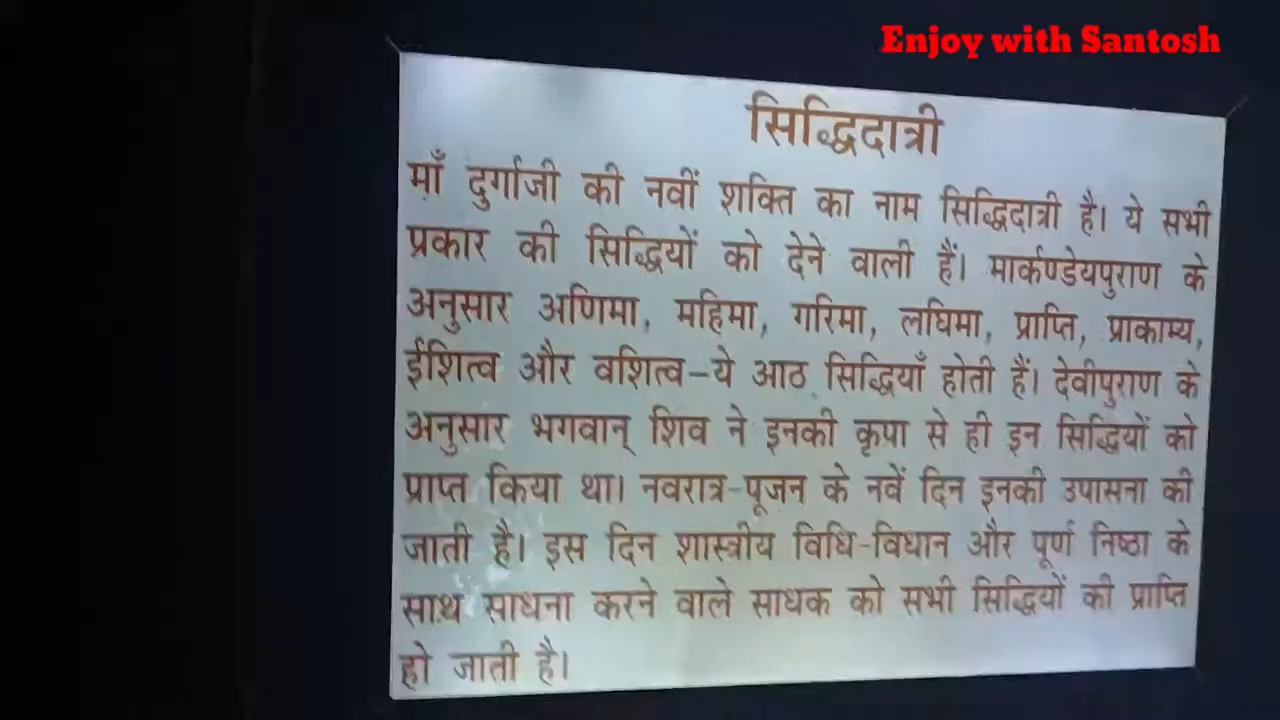 Enjoy with Santosh
सिद्धिदात्री
माँ दुर्गाजी की नवीं शक्ति का नाम सिद्धिदात्री है। ये सभी
प्रकार की सिद्धियों को देने वाली हैं। मार्कण्डेयपुराण के
अनुसार अणिमा, महिमा, गरिमा, लघिमा, प्राप्ति, प्राकाम्य,
ईशित्व और वशित्व–ये आठ सिद्धियाँ होती हैं। देवीपुराण के
अनुसार भगवान् शिव ने इनकी कृपा से ही इन सिद्धियों को
प्राप्त किया था। नवरात्र-पूजन के नवें दिन इनकी उपासना की
जाती है। इस दिन शास्त्रीय विधि-विधान और पूर्ण निष्ठा के
साथ साधना करने वाले साधक को सभी सिद्धियों की प्राप्ति
हो जाती है।